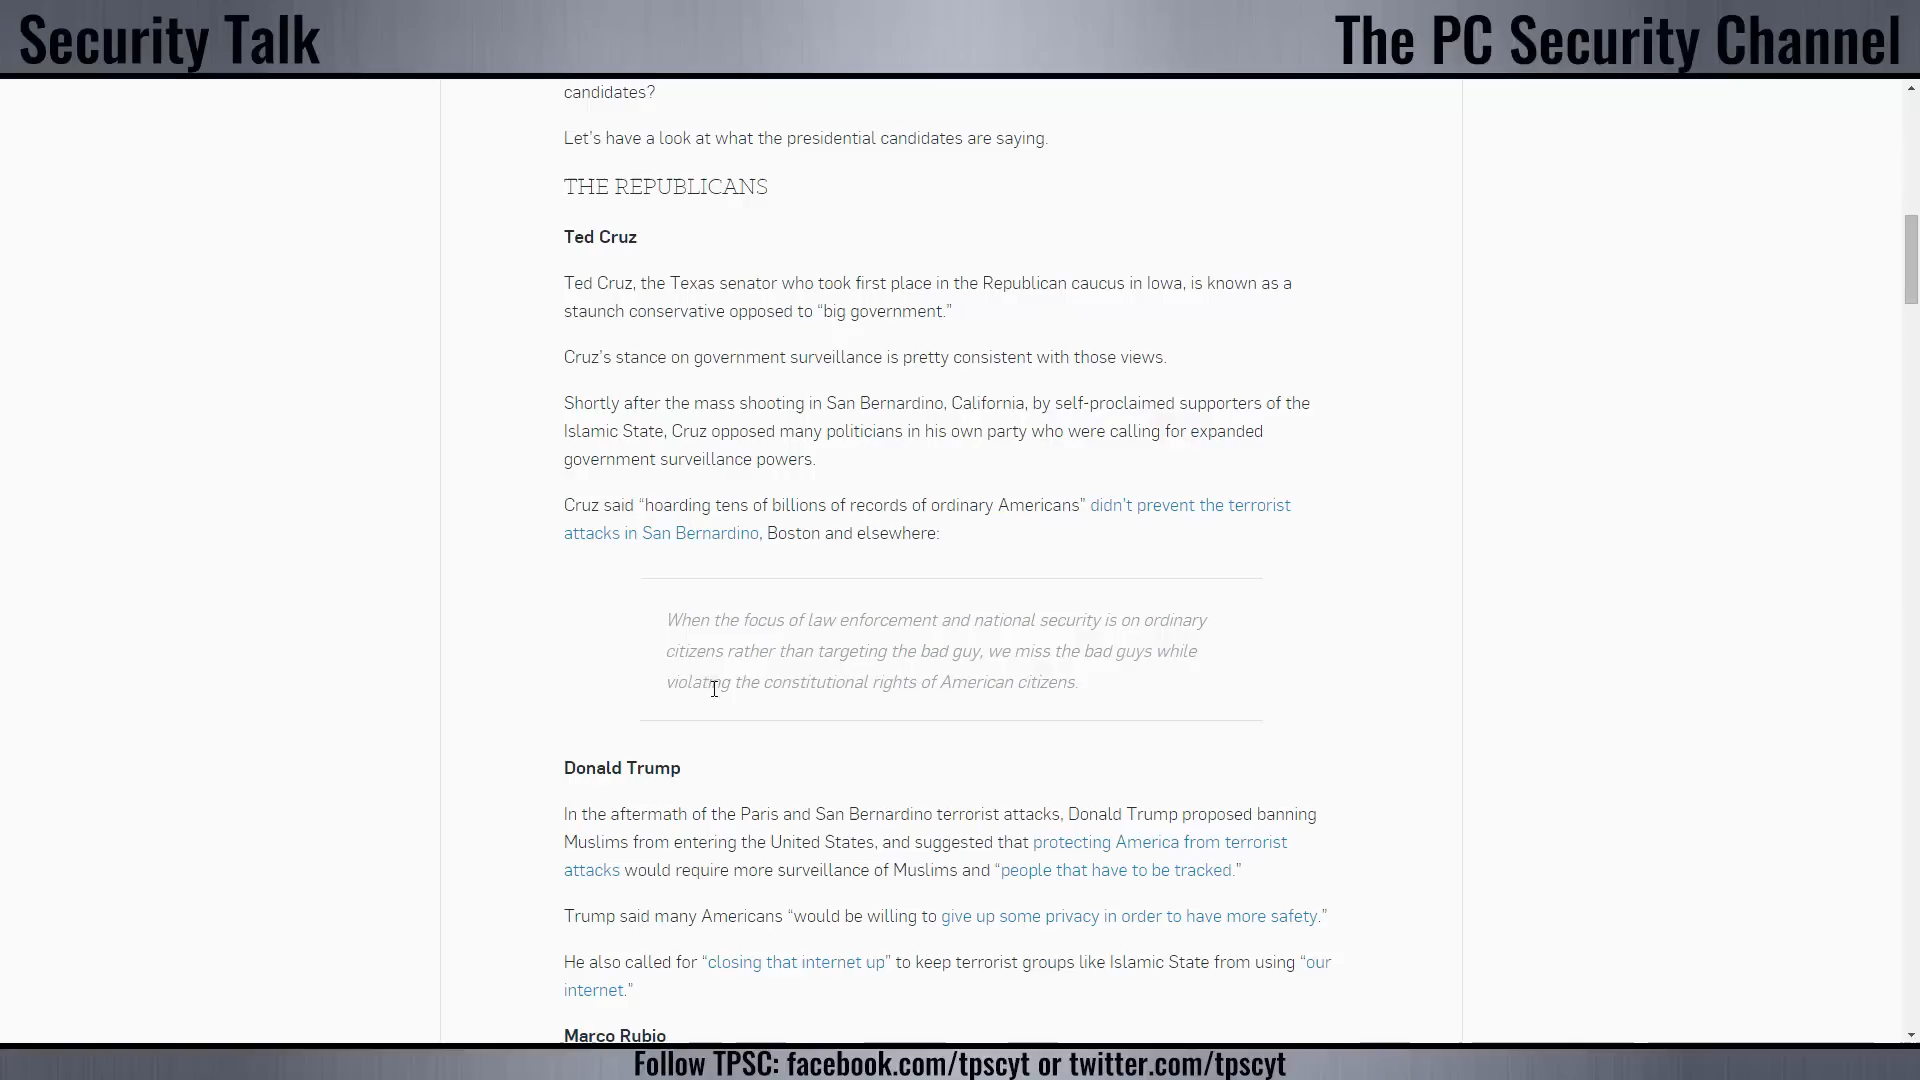 Security Talk
The PC Security Channel
candidates?
Let's have a look at what the presidential candidates are saying.
THE REPUBLICANS
Ted Cruz
Ted Cruz, the Texas senator who took first place in the Republican caucus in Iowa, is known as a
staunch conservative opposed to “big government.”
Cruz's stance on government surveillance is pretty consistent with those views.
Shortly after the mass shooting in San Bernardino, California, by self-proclaimed supporters of the
Islamic State, Cruz opposed many politicians in his own party who were calling for expanded
government surveillance powers.
Cruz said “hoarding tens of billions of records of ordinary Americans” didn't prevent the terrorist
attacks in San Bernardino, Boston and elsewhere:
When the focus of law enforcement and national security is on ordinary
citizens rather than targeting the bad guy, we miss the bad guys while
violating the constitutional rights of American citizens.
Donald Trump
In the aftermath of the Paris and San Bernardino terrorist attacks, Donald Trump proposed banning
Muslims from entering the United States, and suggested that protecting America from terrorist
attacks would require more surveillance of Muslims and “people that have to be tracked.”
Trump said many Americans “would be willing to give up some privacy in order to have more safety.”
He also called for “closing that internet up” to keep terrorist groups like Islamic State from using “our
internet.”
Marco Rubio
Follow TPSC: facebook.com/tpscyt or twitter.com/tpscyt